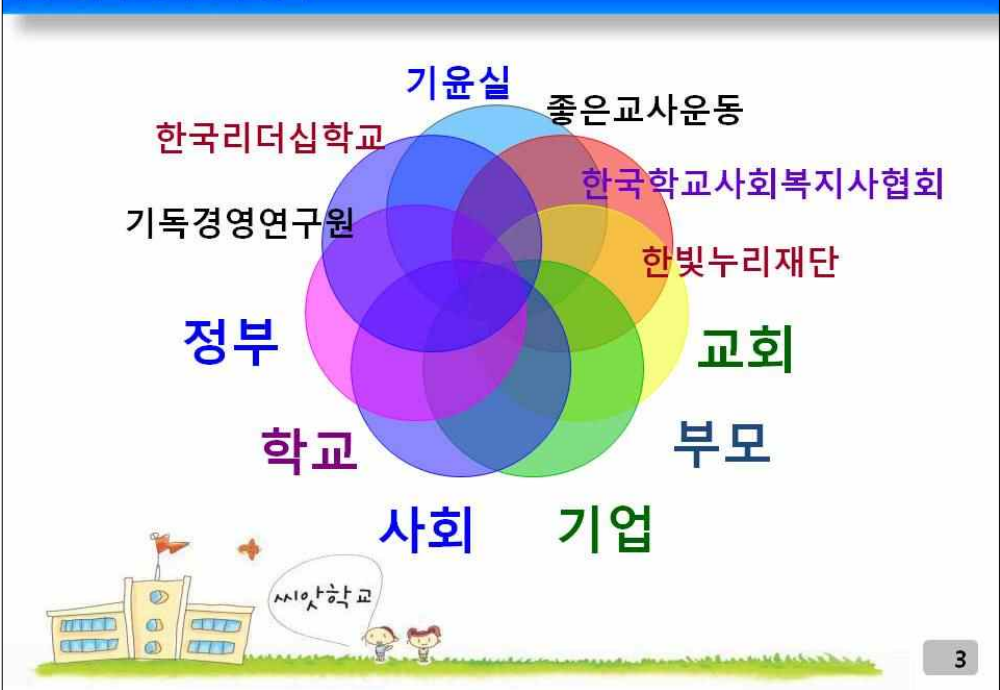 기윤실
좋은교사운동
한국리더십학교
한국학교사회복지사협회
기독경영연구원
한빛누리재단
정부
교회
학교
부모
사회
기업
씨앗학교
3